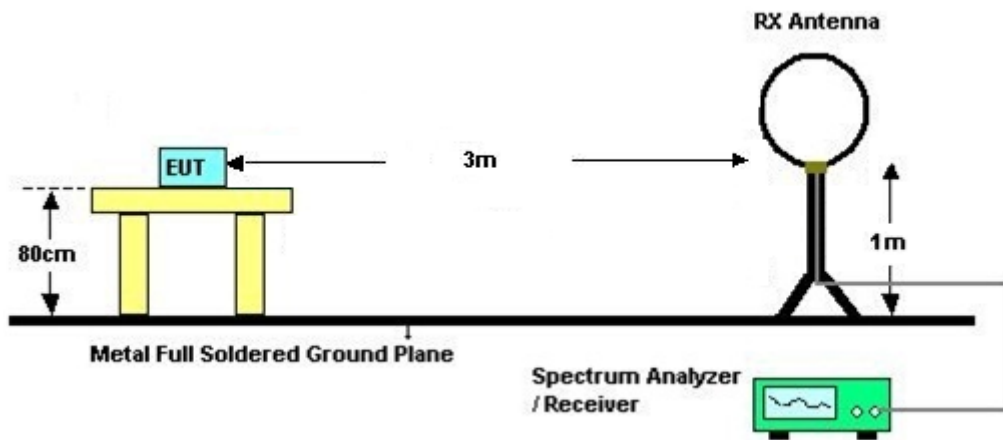 RX Antenna
EUT
3m
80cm
1m
Metal Full Soldered Ground Plane
Spectrum Analyzer
/ Receiver